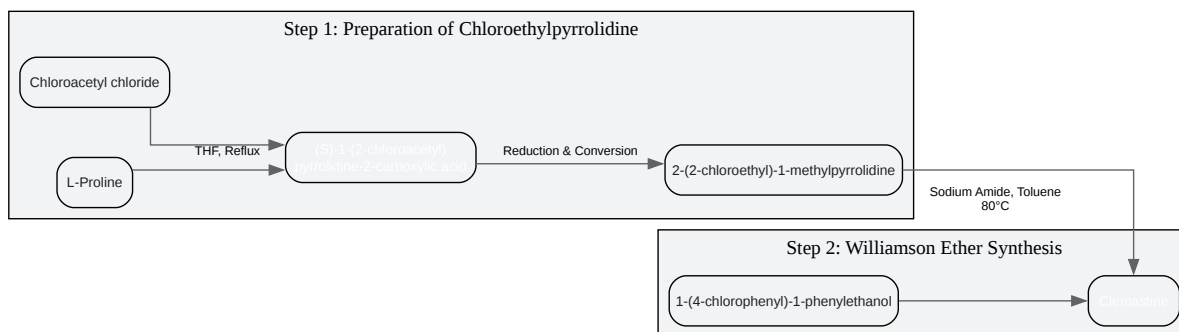 Step 1: Preparation of Chloroethylpyrrolidine
Chloroacetyl chloride
THF, Reflux
L-Proline
(S)-1-(2-chloroacetyl)
pyrrolidine-2-carboxylic acid
Reduction & Conversion
2-(2-chloroethyl)-1-methylpyrrolidine
Sodium Amide, Toluene
80°C
Step 2: Williamson Ether Synthesis
1-(4-chlorophenyl)-1-phenylethanol
Clemastine